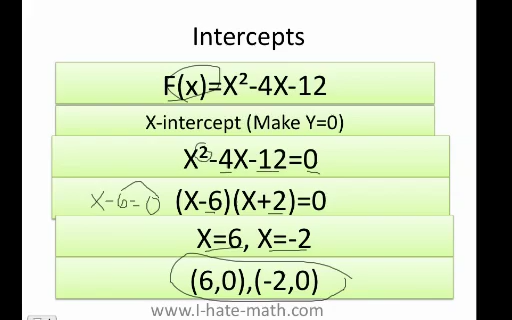 Intercepts
F(x)=X²-4X-12
X-intercept (Make Y=0)
X²-4X-12=0
x-6=0 (X-6)(X+2)=0
X=6, X=-2
(6,0),(-2,0)
www.I-hate-math.com